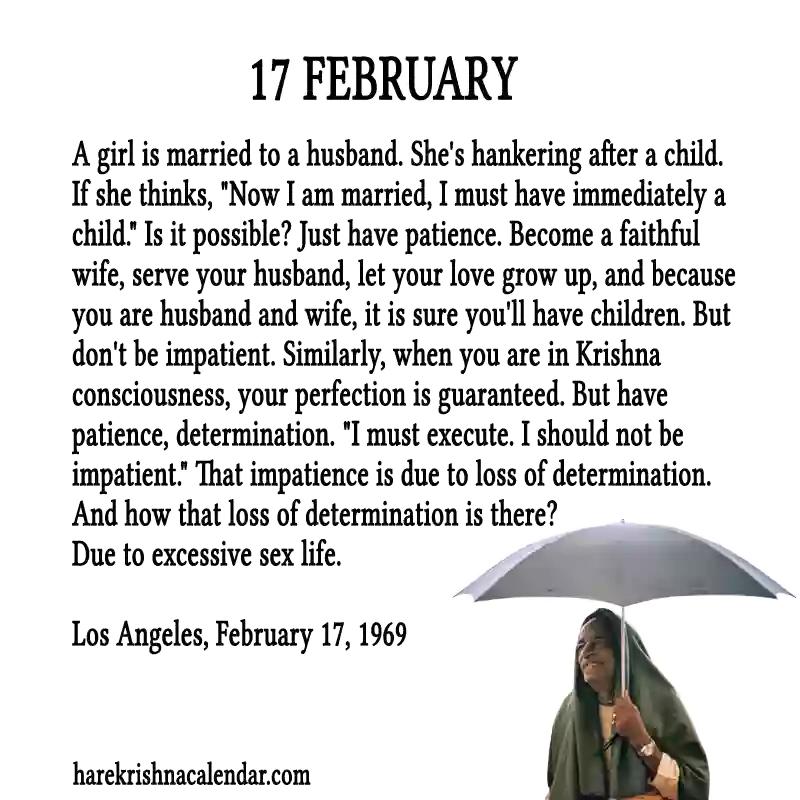 17 FEBRUARY
A girl is married to a husband. She's hankering after a child.
If she thinks, "Now I am married, I must have immediately a
child." Is it possible? Just have patience. Become a faithful
wife, serve your husband, let your love grow up, and because
you are husband and wife, it is sure you'll have children. But
don't be impatient. Similarly, when you are in Krishna
consciousness, your perfection is guaranteed. But have
patience, determination. "I must execute. I should not be
impatient." That impatience is due to loss of determination.
And how that loss of determination is there?
Due to excessive sex life.
Los Angeles, February 17, 1969
harekrishnacalendar.com